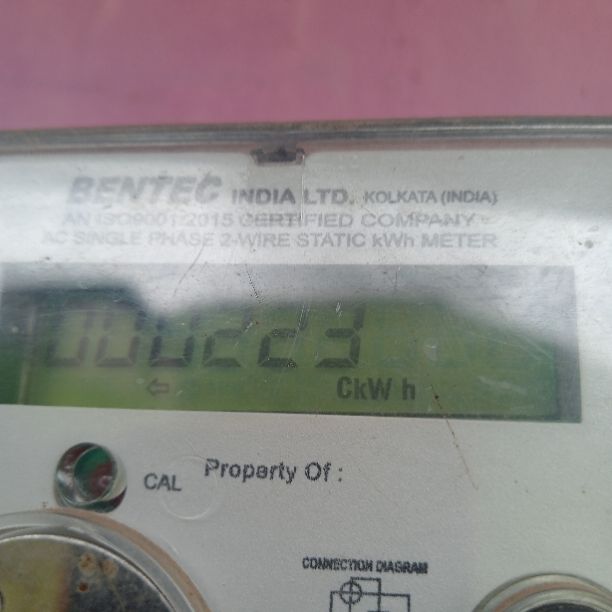 BENTEC INDIA LTD. KOLKATA (INDIA)
AN ISO9001:2015 CERTIFIED COMPANY
AC SINGLE PHASE 2-WIRE STATIC kWh METER
000223
CkW h
CAL
Property Of :
CONNECTION DIAGRAM